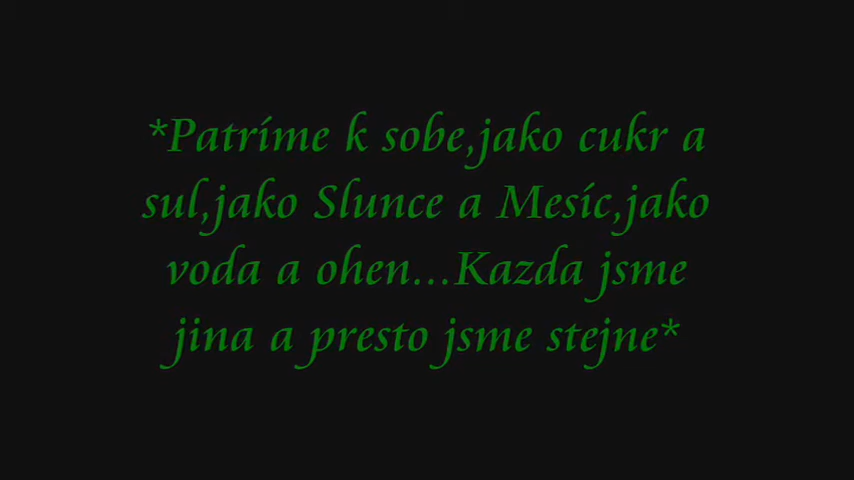 *Patríme k sobe,jako cukr a
sul,jako Slunce a Mesíc,jako
voda a ohen...Kazda jsme
jina a presto jsme stejne*